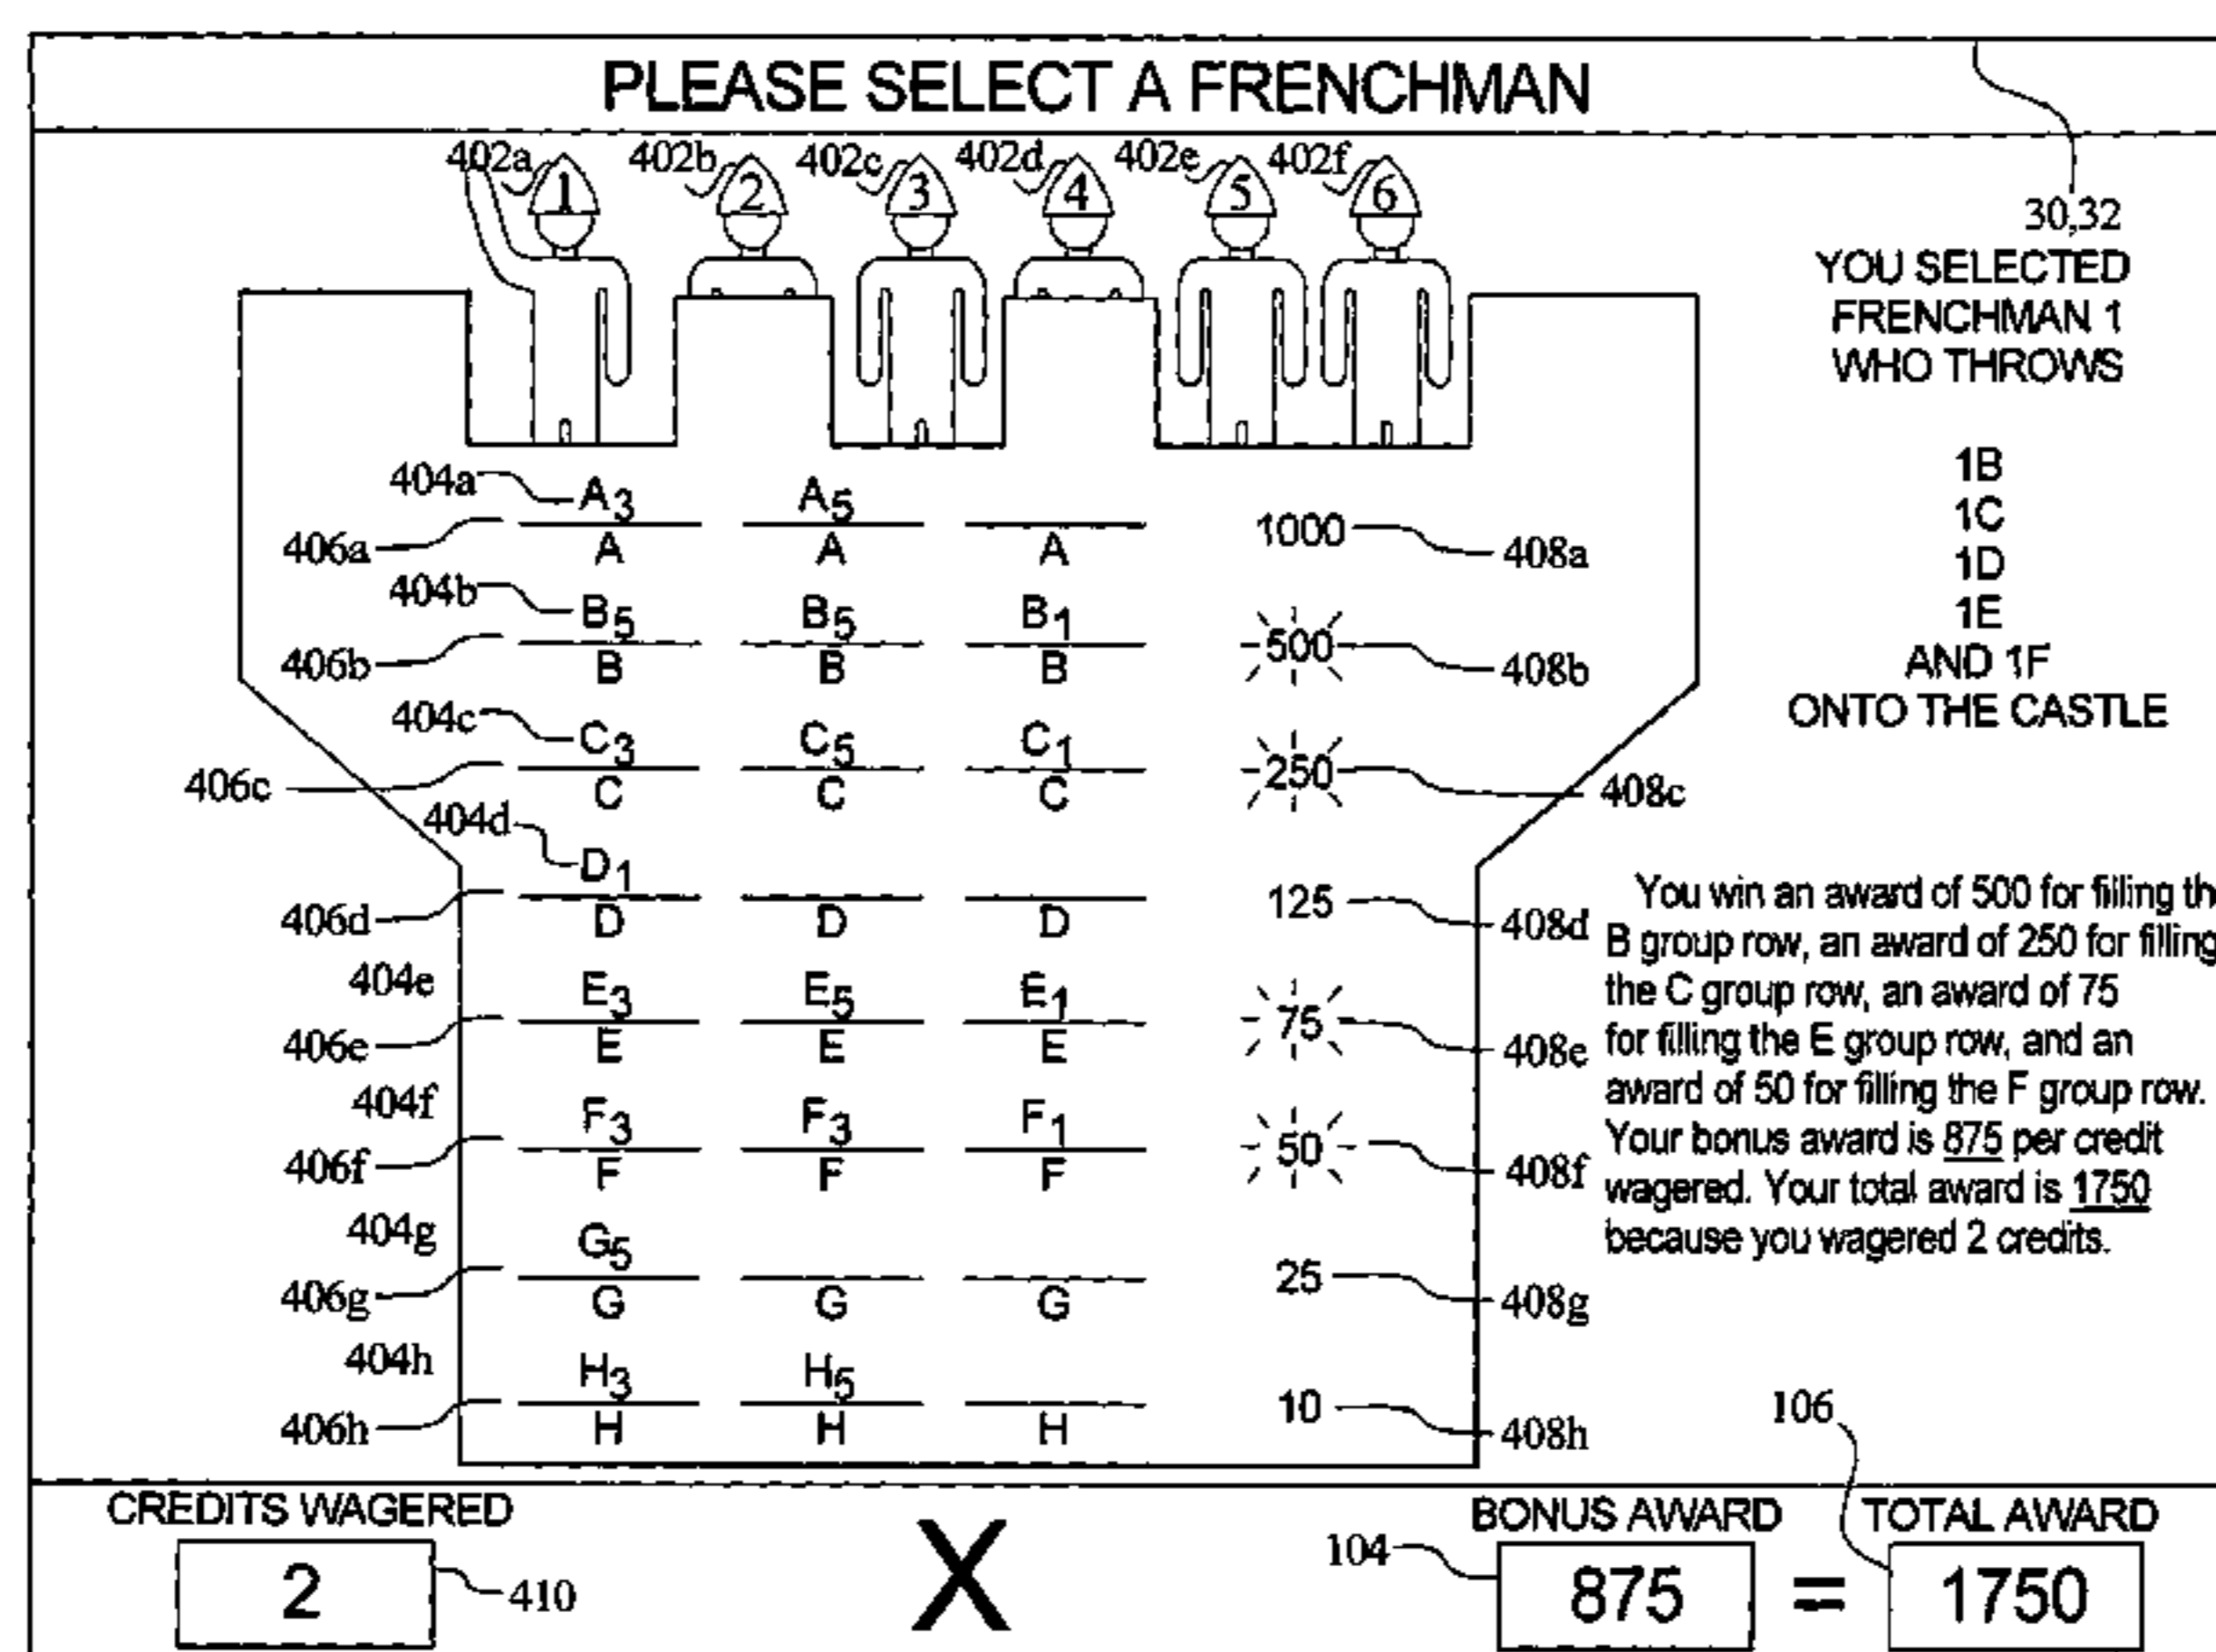 PLEASE SELECT A FRENCHMAN
402a 402b 402c 402d 402e 402f
1 2 3 4 5 6
30,32
YOU SELECTED
FRENCHMAN 1
WHO THROWS
1B
1C
1D
1E
AND 1F
ONTO THE CASTLE
404a A3 A5
406a A A A 1000 408a
404b B5 B5 B1
406b B B B 500 408b
404c C3 C5 C1
406c C C C 250 408c
404d D1
406d D D D 125 408d
404e E3 E5 E1
406e E E E 75 408e
404f F3 F3 F1
406f F F F 50 408f
404g G5
406g G G G 25 408g
404h H3 H5
406h H H H 10 408h
You win an award of 500 for filling the
B group row, an award of 250 for filling
the C group row, an award of 75
for filling the E group row, and an
award of 50 for filling the F group row.
Your bonus award is 875 per credit
wagered. Your total award is 1750
because you wagered 2 credits.
106
CREDITS WAGERED BONUS AWARD TOTAL AWARD
2 410 X 104 875 = 1750